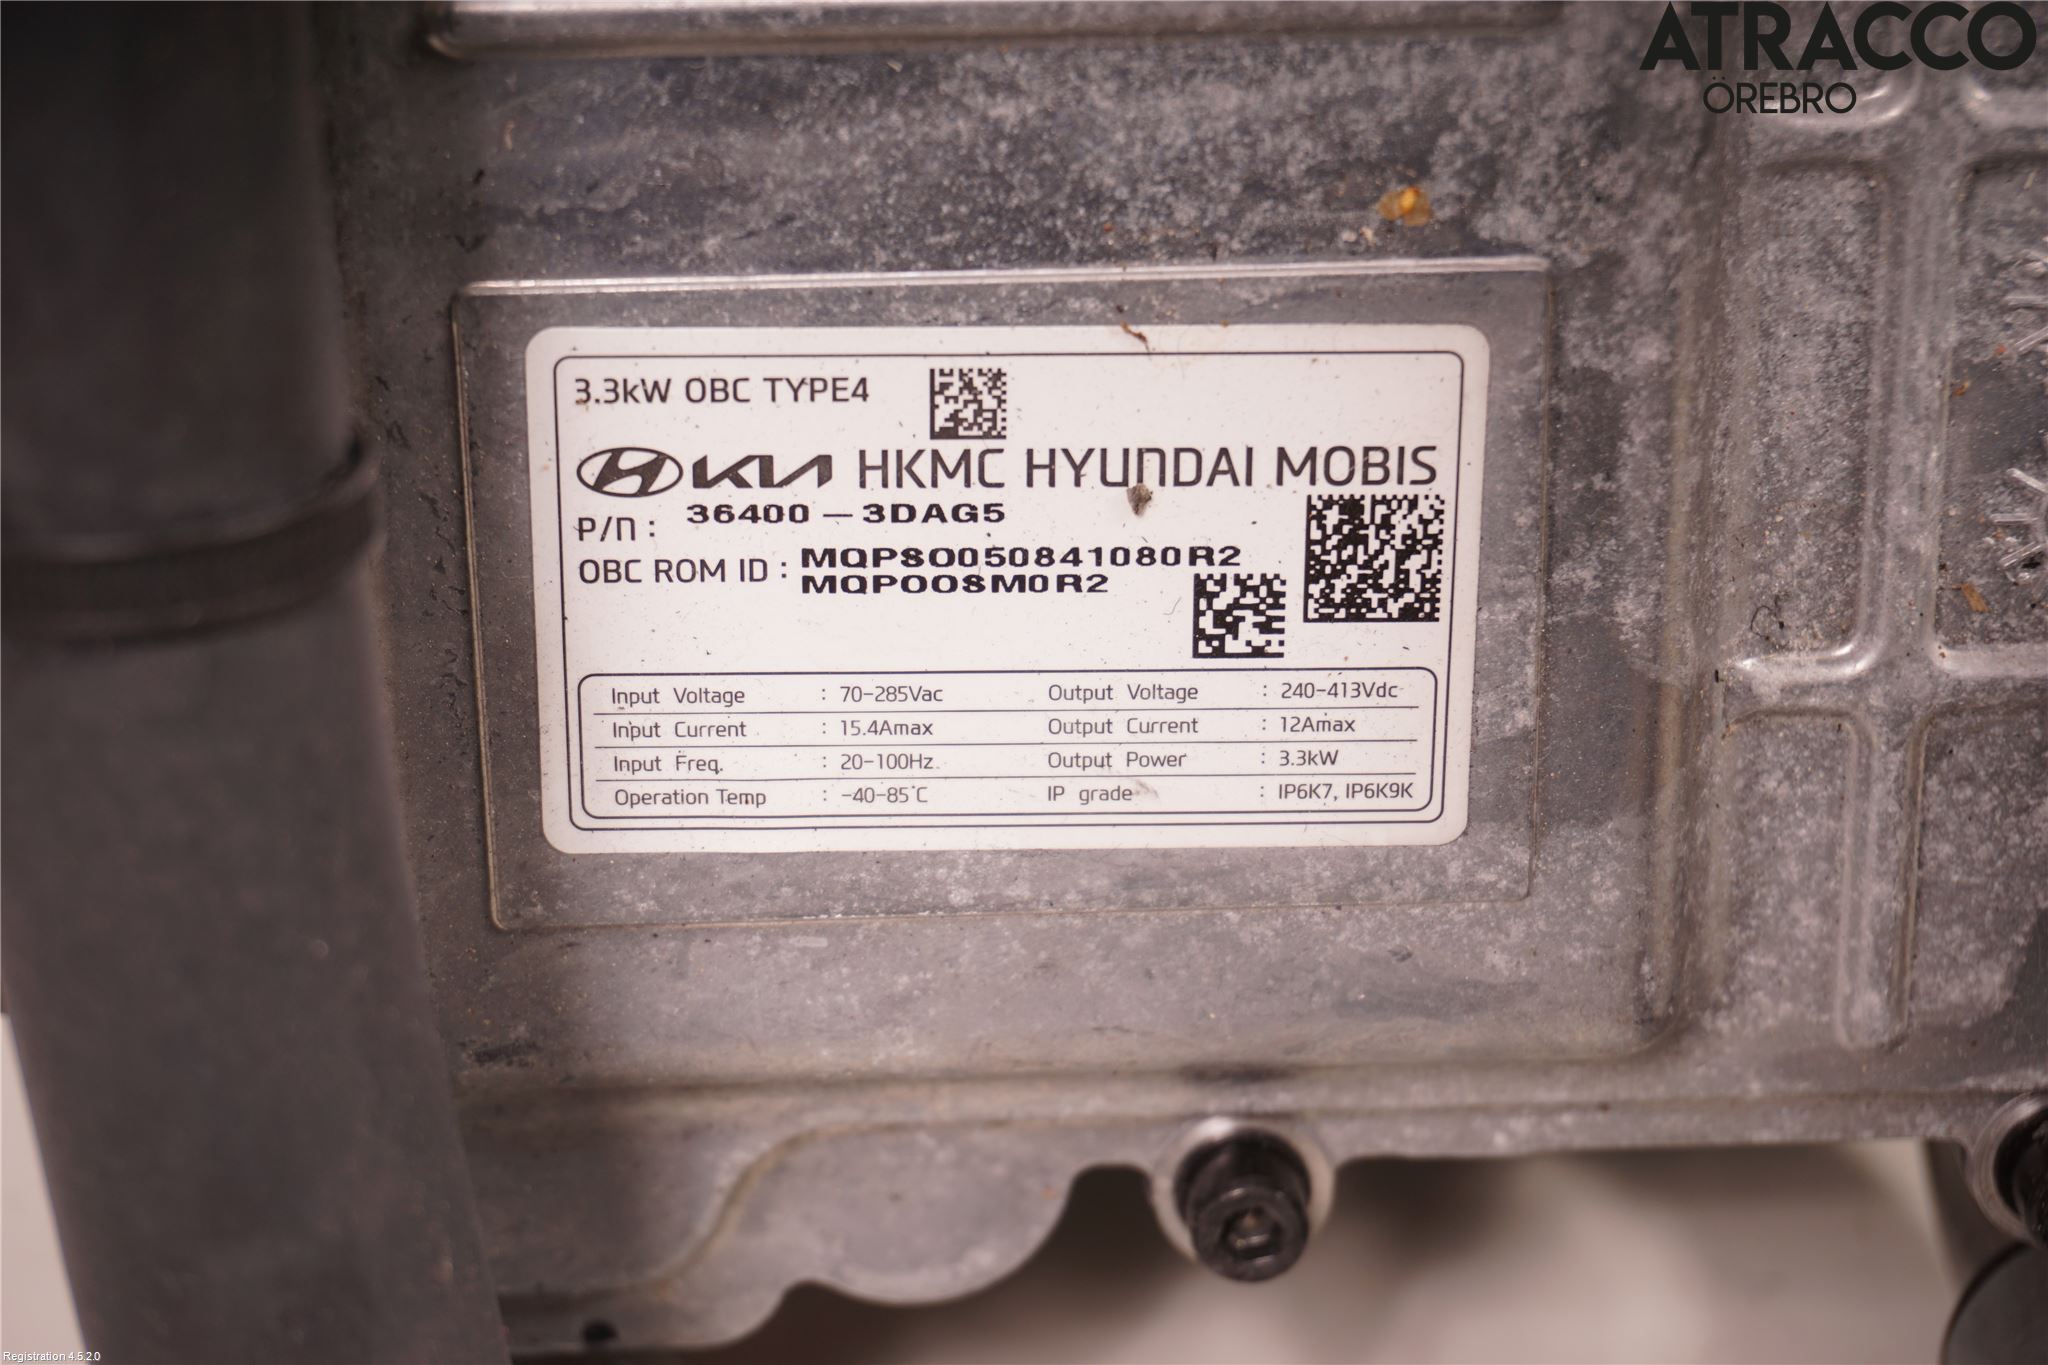 ATRACCO
ÖREBRO
3.3kW OBC TYPE4
KIA HKMC HYUNDAI MOBIS
P/N : 36400 - 3DAG5
OBC ROM ID : MQPSO050841080R2
MQPOOSM0R2
Input Voltage : 70-285Vac Output Voltage : 240-413Vdc
Input Current : 15.4Amax Output Current : 12Amax
Input Freq. : 20-100Hz Output Power : 3.3kW
Operation Temp : -40-85°C IP grade : IP6K7, IP6K9K
Registration 4.5.2.0